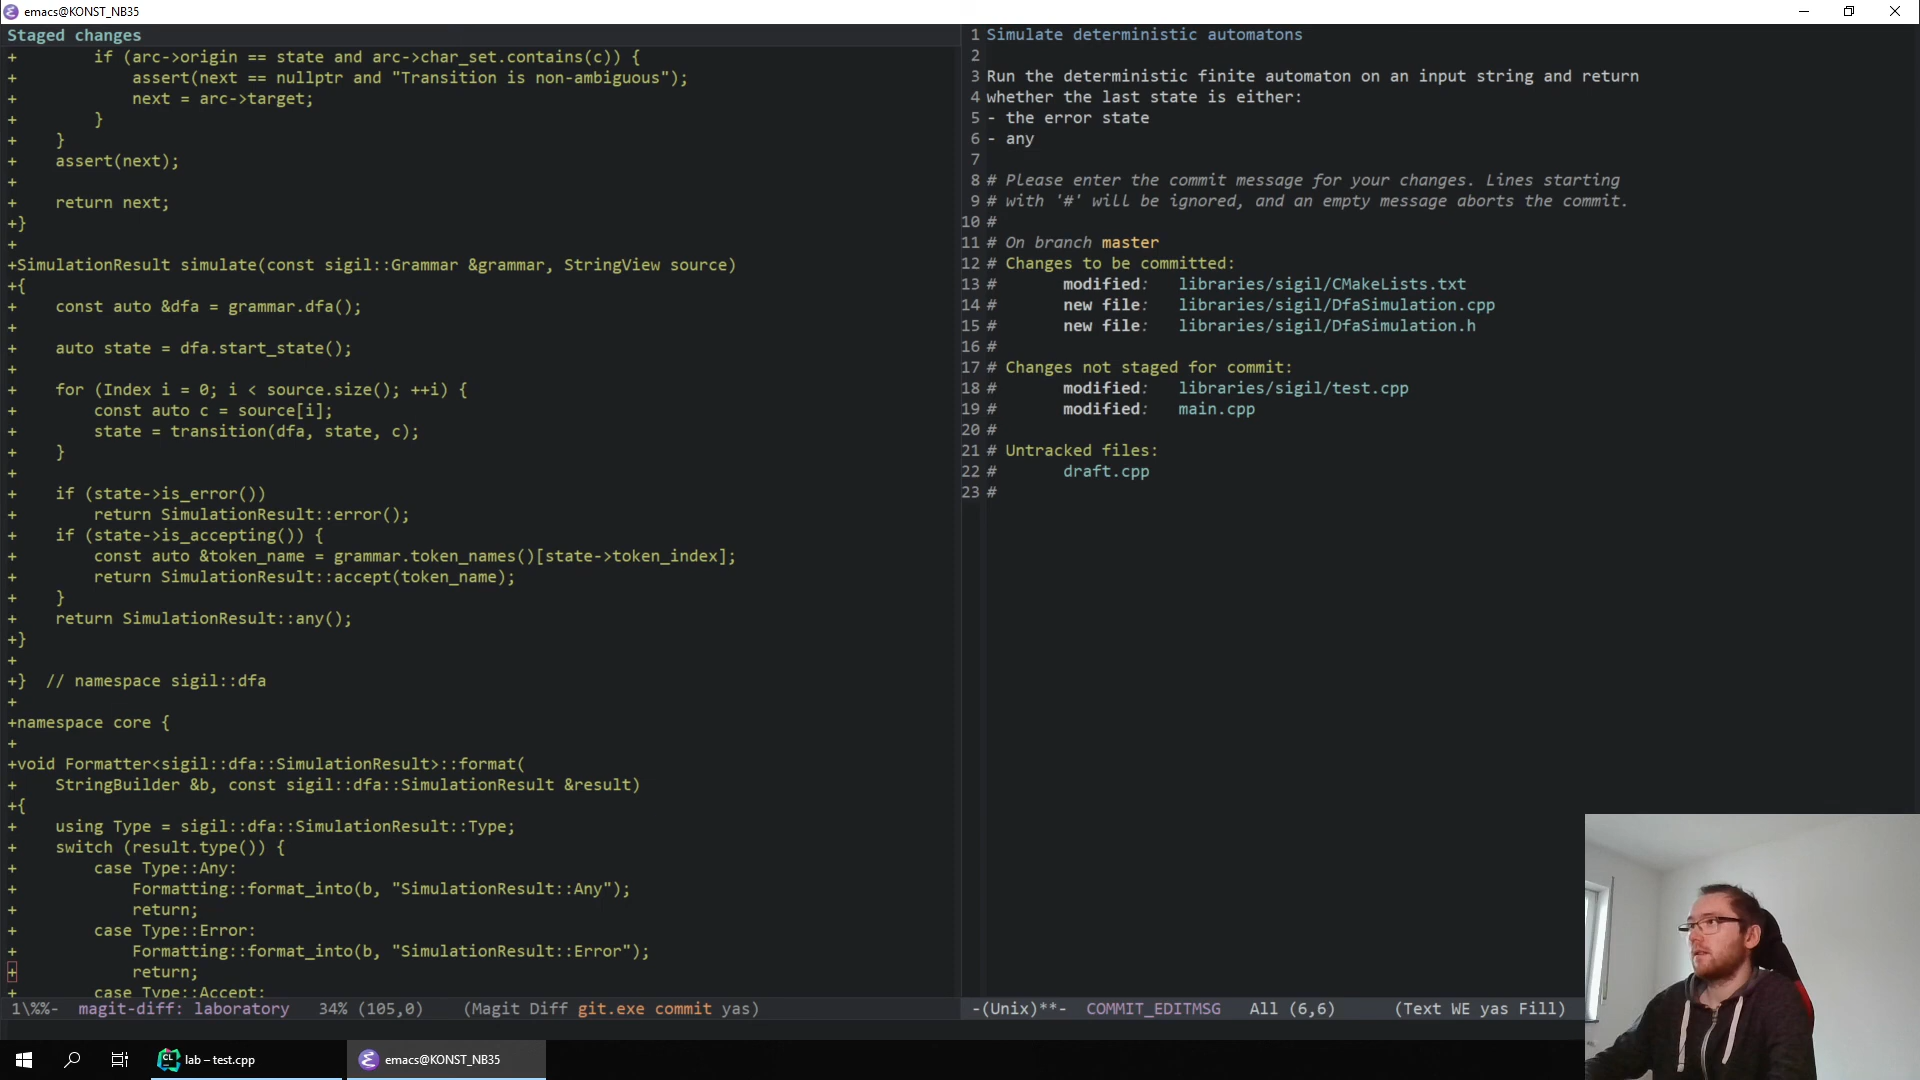 emacs@KONST_NB35
Staged changes
+        if (arc->origin == state and arc->char_set.contains(c)) {
+            assert(next == nullptr and "Transition is non-ambiguous");
+            next = arc->target;
+        }
+    }
+    assert(next);
+
+    return next;
+}
+
+SimulationResult simulate(const sigil::Grammar &grammar, StringView source)
+{
+    const auto &dfa = grammar.dfa();
+
+    auto state = dfa.start_state();
+
+    for (Index i = 0; i < source.size(); ++i) {
+        const auto c = source[i];
+        state = transition(dfa, state, c);
+    }
+
+    if (state->is_error())
+        return SimulationResult::error();
+    if (state->is_accepting()) {
+        const auto &token_name = grammar.token_names()[state->token_index];
+        return SimulationResult::accept(token_name);
+    }
+    return SimulationResult::any();
+}
+
+}  // namespace sigil::dfa
+
+namespace core {
+
+void Formatter<sigil::dfa::SimulationResult>::format(
+    StringBuilder &b, const sigil::dfa::SimulationResult &result)
+{
+    using Type = sigil::dfa::SimulationResult::Type;
+    switch (result.type()) {
+        case Type::Any:
+            Formatting::format_into(b, "SimulationResult::Any");
+            return;
+        case Type::Error:
+            Formatting::format_into(b, "SimulationResult::Error");
+            return;
+        case Type::Accept:
1\%%-  magit-diff: laboratory   34% (105,0)    (Magit Diff git.exe commit yas)
1 Simulate deterministic automatons
2
3 Run the deterministic finite automaton on an input string and return
4 whether the last state is either:
5 - the error state
6 - any
7
8 # Please enter the commit message for your changes. Lines starting
9 # with '#' will be ignored, and an empty message aborts the commit.
10 #
11 # On branch master
12 # Changes to be committed:
13 #       modified:   libraries/sigil/CMakeLists.txt
14 #       new file:   libraries/sigil/DfaSimulation.cpp
15 #       new file:   libraries/sigil/DfaSimulation.h
16 #
17 # Changes not staged for commit:
18 #       modified:   libraries/sigil/test.cpp
19 #       modified:   main.cpp
20 #
21 # Untracked files:
22 #       draft.cpp
23 #
-(Unix)**-  COMMIT_EDITMSG   All (6,6)      (Text WE yas Fill)
CL
lab – test.cpp
emacs@KONST_NB35